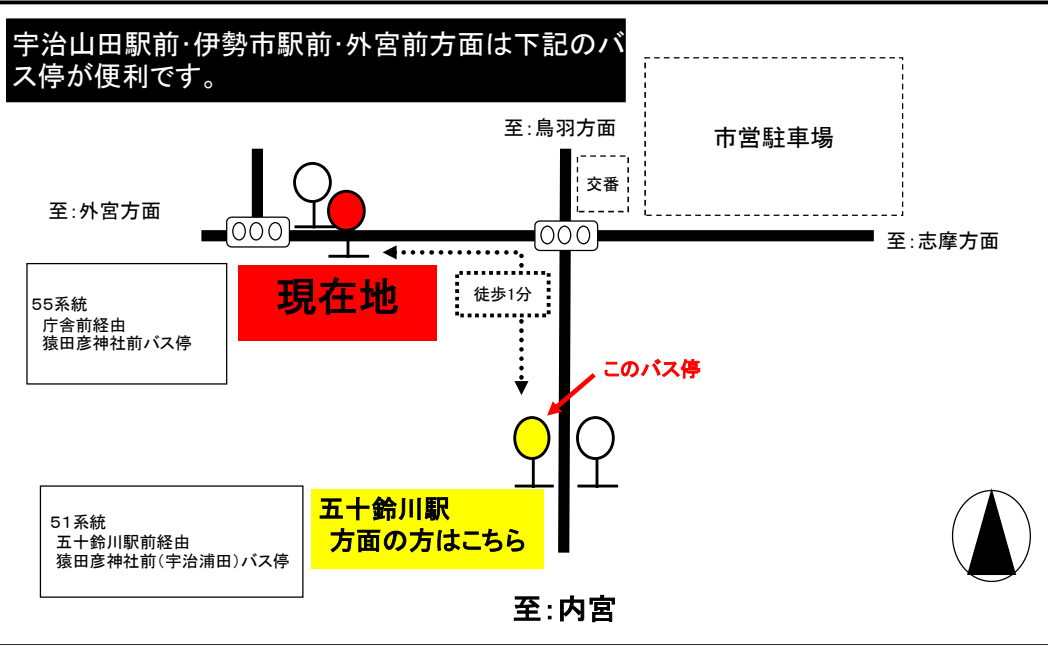 宇治山田駅前･伊勢市駅前･外宮前方面は下記のバ
ス停が便利です。
至:鳥羽方面
市営駐車場
交番
至:外宮方面
至:志摩方面
現在地
徒歩1分
55系統
庁舎前経由
猿田彦神社前バス停
このバス停
五十鈴川駅
方面の方はこちら
51系統
五十鈴川駅前経由
猿田彦神社前(宇治浦田)バス停
至:内宮